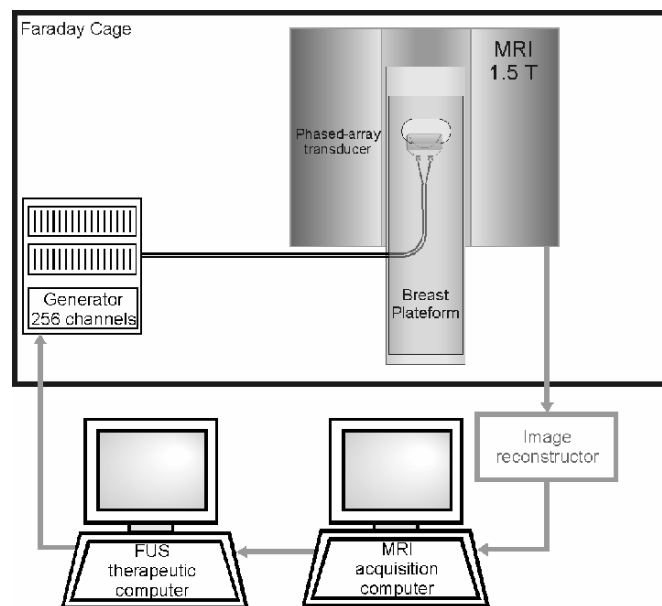 Faraday Cage
MRI
1.5 T
Phased-array
transducer
Generator
256 channels
Breast
Plateform
Image
reconstructor
FUS
therapeutic
computer
MRI
acquisition
computer